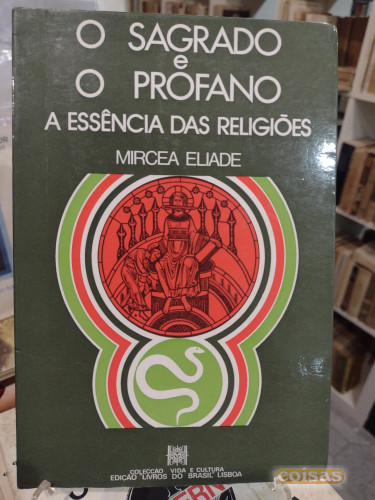 O SAGRADO
e
O PROFANO
A ESSÊNCIA DAS RELIGIÕES
MIRCEA ELIADE
COLECÇÃO VIDA E CULTURA
EDIÇÃO LIVROS DO BRASIL LISBOA
coisas